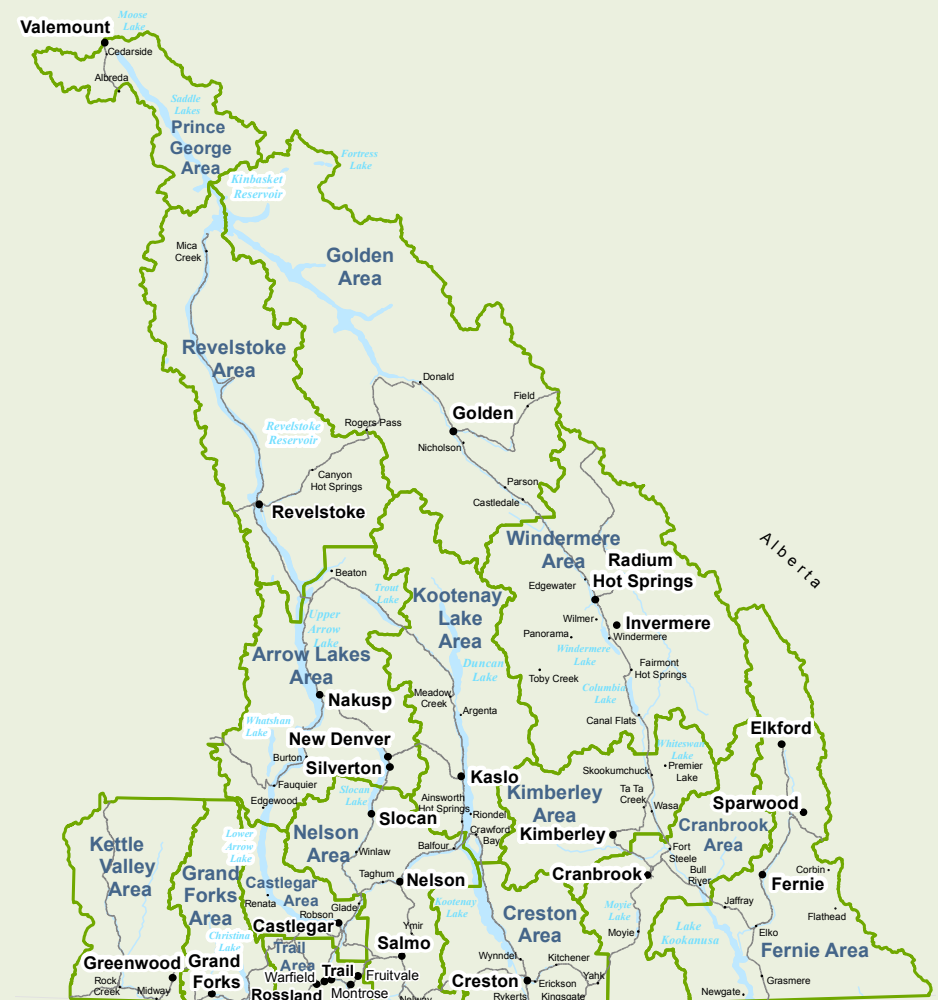 Moose
Lake
Valemount
Cedarside
Albreda
Saddle
Lakes
Prince
George
Area
Fortress
Lake
Kinbasket
Reservoir
Mica
Creek
Golden
Area
Revelstoke
Area
Donald
Field
Golden
Rogers Pass
Revelstoke
Reservoir
Nicholson
Canyon
Hot Springs
Parson
Castledale
Revelstoke
Windermere
Area
Alberta
Radium
Hot Springs
Beaton
Trout
Lake
Edgewater
Kootenay
Lake
Area
Upper
Arrow
Lake
Wilmer
Invermere
Panorama
Windermere
Windermere
Lake
Arrow Lakes
Area
Duncan
Lake
Fairmont
Hot Springs
Toby Creek
Columbia
Lake
Nakusp
Meadow
Creek
Argenta
Canal Flats
Whatshan
Lake
Elkford
New Denver
Whiteswan
Lake
Burton
Silverton
Premier
Lake
Skookumchuck
Kaslo
Fauquier
Edgewood
Slocan
Lake
Kimberley
Area
Ta Ta
Creek
Wasa
Ainsworth
Hot Springs
Sparwood
Riondel
Slocan
Cranbrook
Area
Nelson
Area
Crawford
Bay
Kimberley
Lower
Arrow
Lake
Kettle
Valley
Area
Balfour
Winlaw
Fort
Steele
Grand
Forks
Area
Taghum
Nelson
Cranbrook
Bull
River
Fernie
Corbin
Castlegar
Area
Renata
Glade
Robson
Kootenay
Lake
Creston
Area
Moyie
Lake
Jaffray
Flathead
Castlegar
Ymir
Moyie
Lake
Kookanusa
Elko
Christina
Lake
Trail
Area
Salmo
Fernie Area
Greenwood
Grand
Forks
Wynndel
Kitchener
Rock
Creek
Midway
Warfield
Trail
Fruitvale
Rossland
Montrose
Creston
Erickson
Yahk
Grasmere
Newgate
Rykerts
Kingsgate